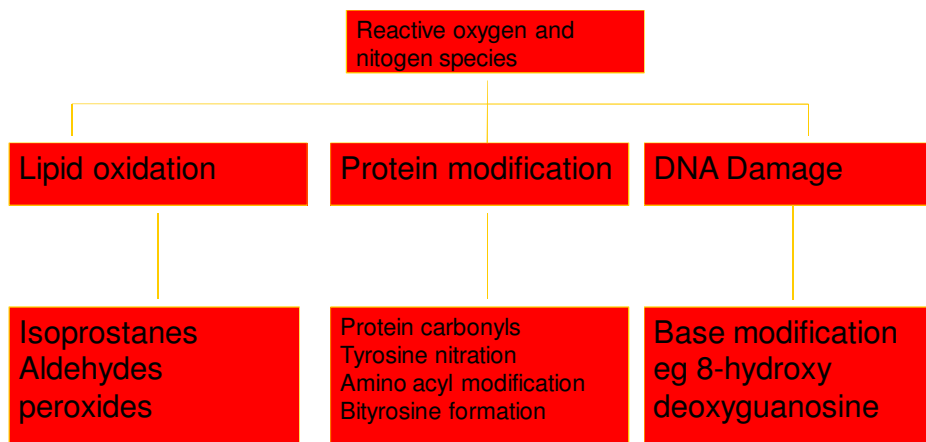 Reactive oxygen and
nitogen species
Lipid oxidation
Protein modification
DNA Damage
Isoprostanes
Aldehydes
peroxides
Protein carbonyls
Tyrosine nitration
Amino acyl modification
Bityrosine formation
Base modification
eg 8-hydroxy
deoxyguanosine